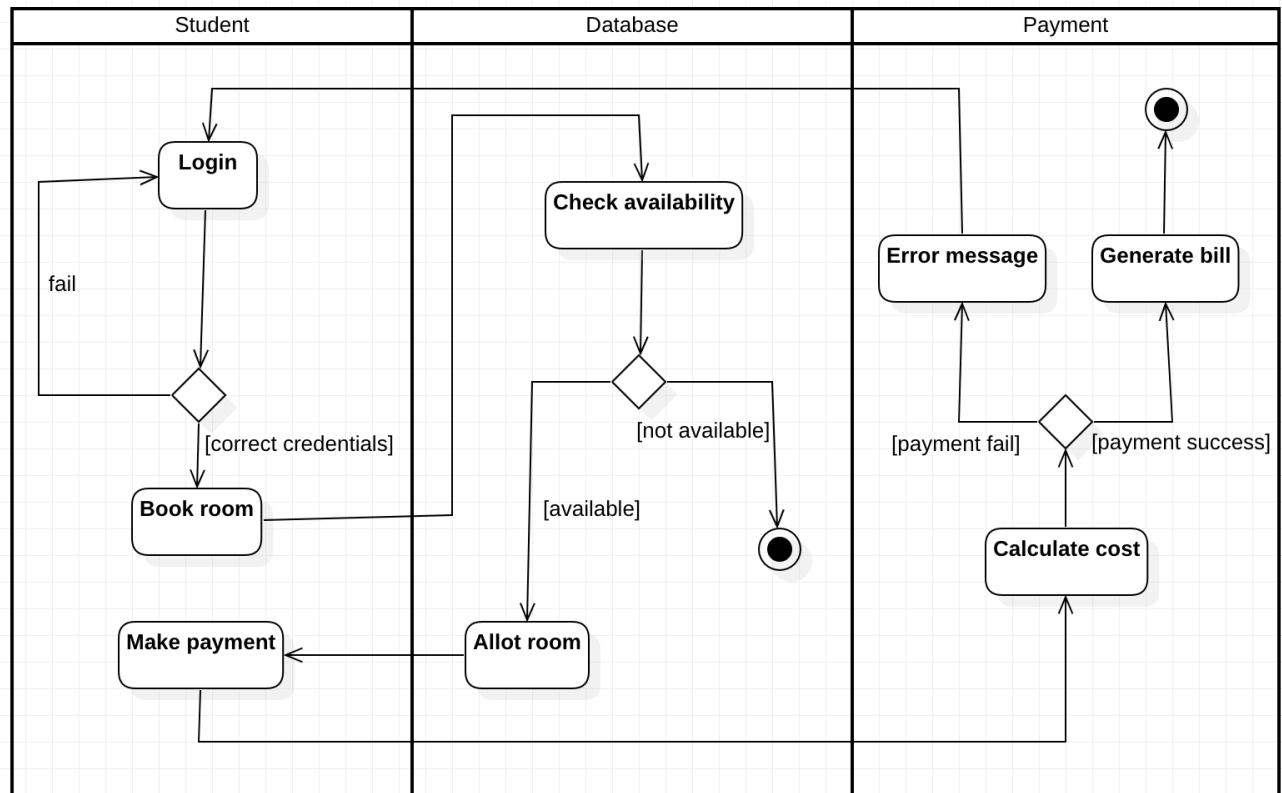 Student
Database
Payment
Login
Check availability
Error message
Generate bill
fail
[correct credentials]
[not available]
[payment fail]
[payment success]
Book room
[available]
Calculate cost
Make payment
Allot room